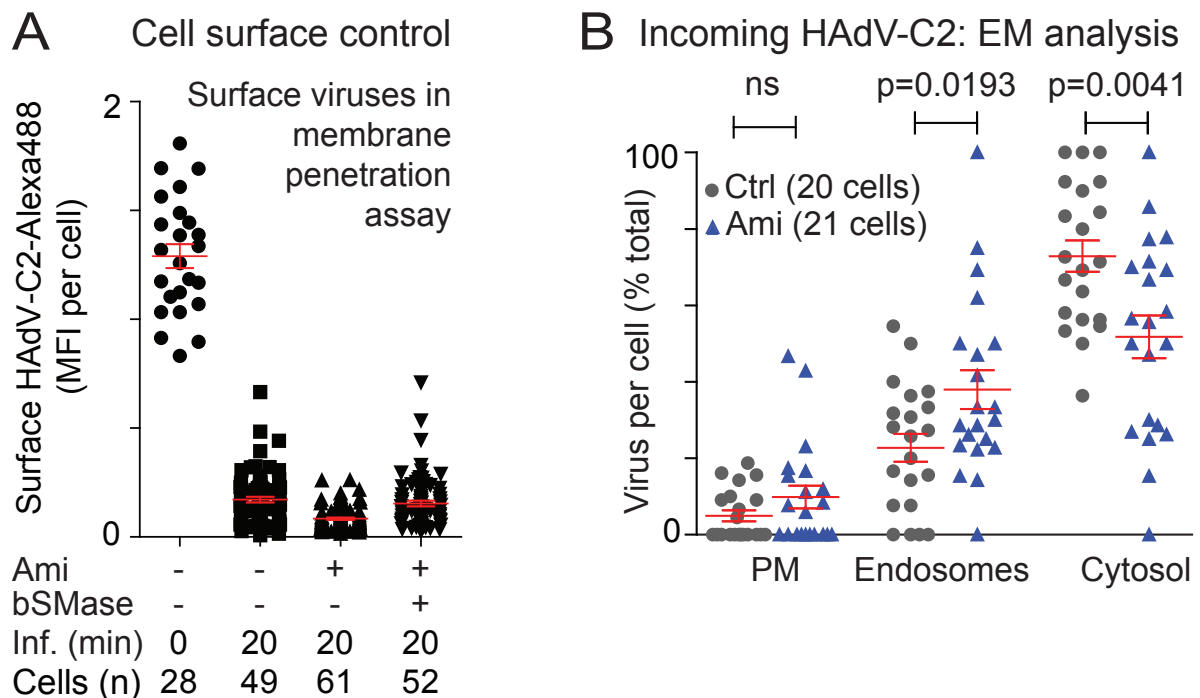 A Cell surface control
Surface viruses in
membrane
penetration
assay
Surface HAdV-C2-Alexa488
(MFI per cell)
2
0
Ami - - + +
bSMase - - - +
Inf. (min) 0 20 20 20
Cells (n) 28 49 61 52
B Incoming HAdV-C2: EM analysis
ns p=0.0193 p=0.0041
Ctrl (20 cells)
Ami (21 cells)
Virus per cell (% total)
100
0
PM Endosomes Cytosol